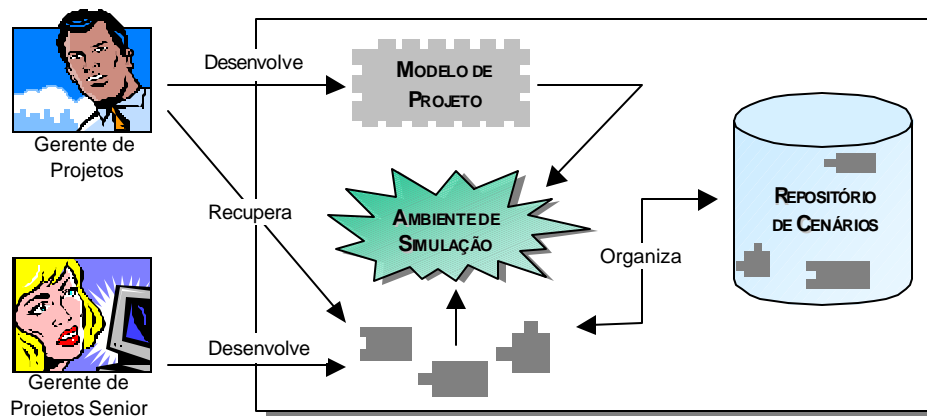 Desenvolve
MODELO DE
PROJETO
Gerente de
Projetos
Recupera
AMBIENTE DE
SIMULAÇÃO
REPOSITÓRIO
DE CENÁRIOS
Organiza
Desenvolve
Gerente de
Projetos Senior